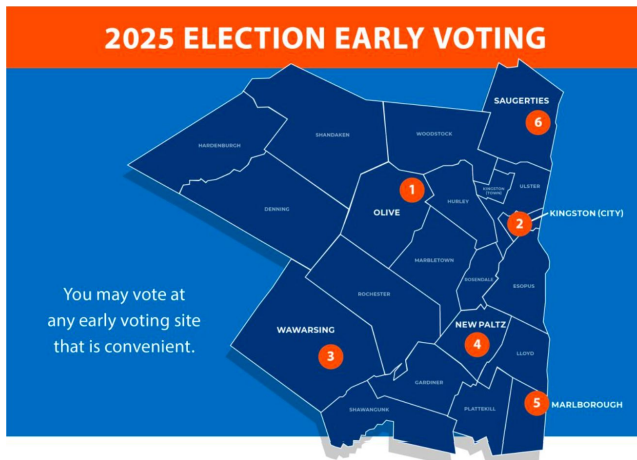 2025 ELECTION EARLY VOTING
SAUGERTIES
6
WOODSTOCK
SHANDAKEN
HARDENBURGH
KINGSTON
(TOWN)
ULSTER
1
OLIVE
HURLEY
DENNING
2
KINGSTON (CITY)
MARBLETOWN
ROSENDALE
ESOPUS
ROCHESTER
You may vote at
any early voting site
that is convenient.
WAWARSING
3
NEW PALTZ
4
LLOYD
GARDINER
5
MARLBOROUGH
SHAWANGUNK
PLATTEKILL